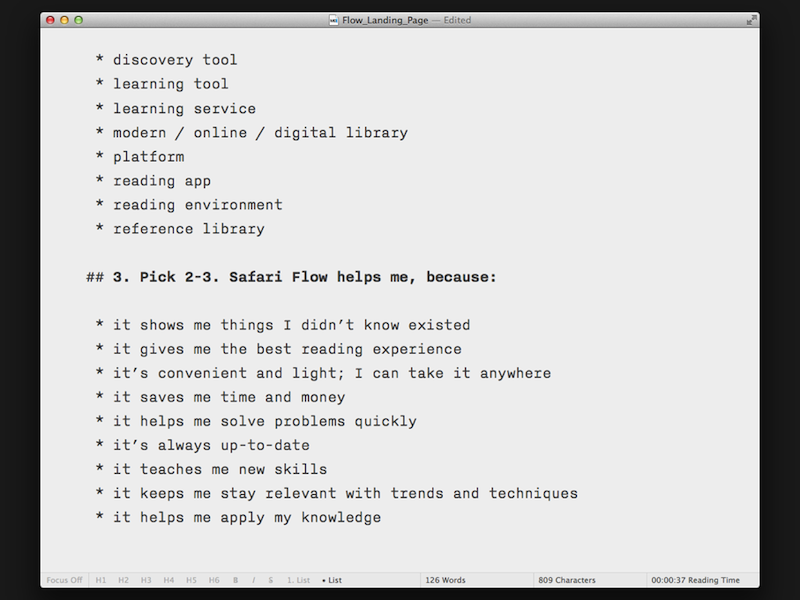 Flow_Landing_Page — Edited
* discovery tool
* learning tool
* learning service
* modern / online / digital library
* platform
* reading app
* reading environment
* reference library
## 3. Pick 2-3. Safari Flow helps me, because:
* it shows me things I didn’t know existed
* it gives me the best reading experience
* it’s convenient and light; I can take it anywhere
* it saves me time and money
* it helps me solve problems quickly
* it’s always up-to-date
* it teaches me new skills
* it keeps me stay relevant with trends and techniques
* it helps me apply my knowledge
Focus Off H1 H2 H3 H4 H5 H6 B I S 1. List • List 126 Words 809 Characters 00:00:37 Reading Time